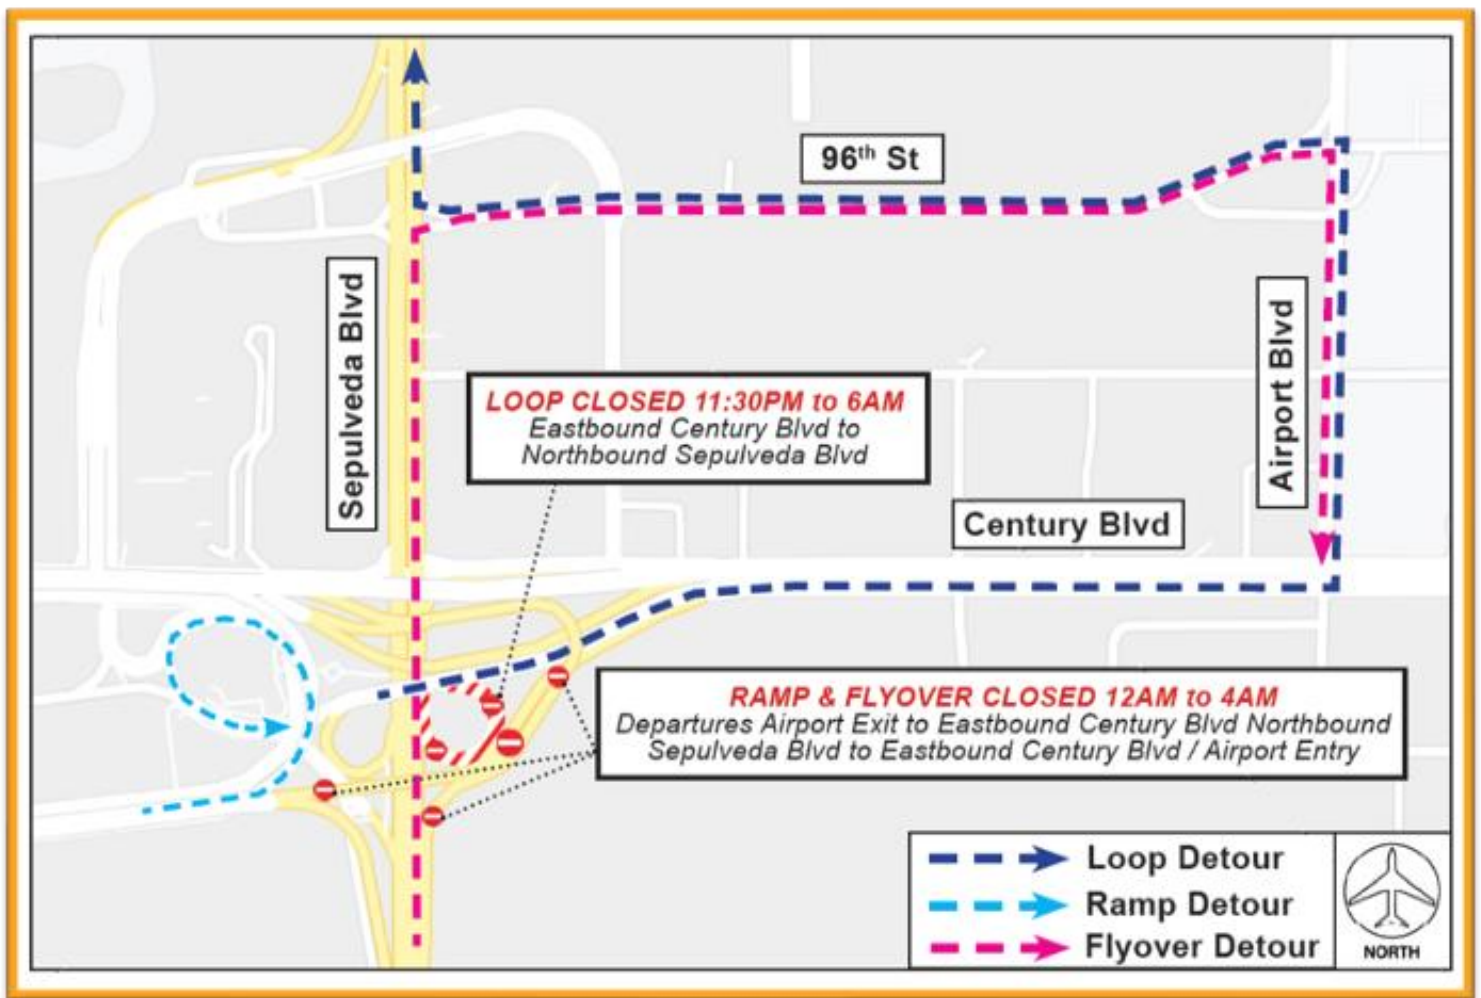 96th St
Sepulveda Blvd
Airport Blvd
LOOP CLOSED 11:30PM to 6AM
Eastbound Century Blvd to
Northbound Sepulveda Blvd
Century Blvd
RAMP & FLYOVER CLOSED 12AM to 4AM
Departures Airport Exit to Eastbound Century Blvd Northbound
Sepulveda Blvd to Eastbound Century Blvd / Airport Entry
Loop Detour
Ramp Detour
Flyover Detour
NORTH